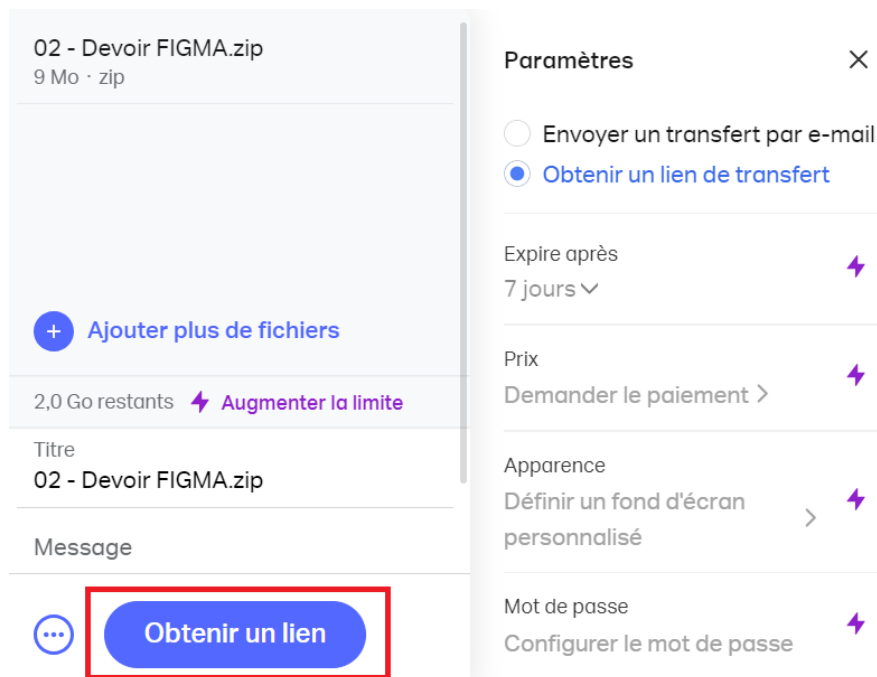 02 - Devoir FIGMA.zip
9 Mo · zip
Ajouter plus de fichiers
2,0 Go restants Augmenter la limite
Titre
02 - Devoir FIGMA.zip
Message
Obtenir un lien
Paramètres
Envoyer un transfert par e-mail
Obtenir un lien de transfert
Expire après
7 jours
Prix
Demander le paiement
Apparence
Définir un fond d'écran
personnalisé
Mot de passe
Configurer le mot de passe